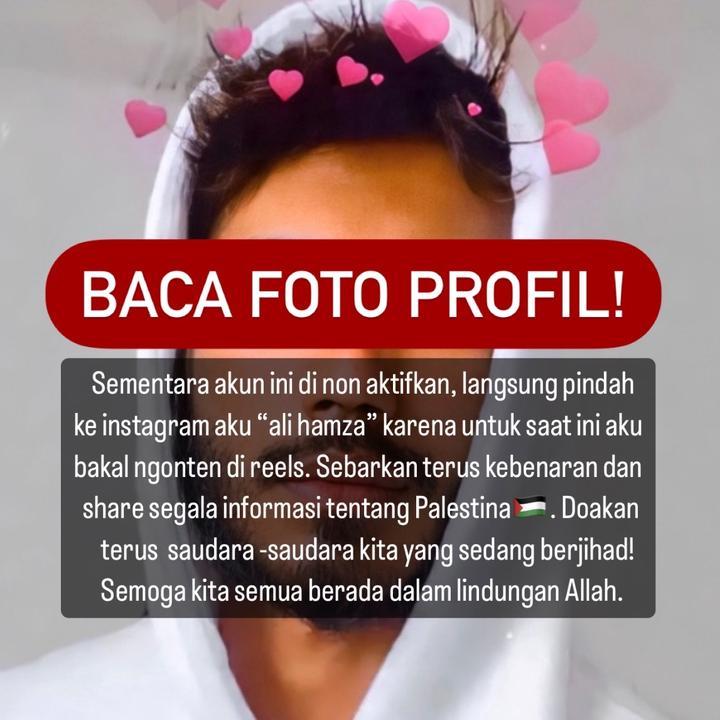 BACA FOTO PROFIL!
Sementara akun ini di non aktifkan, langsung pindah
ke instagram aku “ali hamza” karena untuk saat ini aku
bakal ngonten di reels. Sebarkan terus kebenaran dan
share segala informasi tentang Palestina🇵🇸. Doakan
terus saudara -saudara kita yang sedang berjihad!
Semoga kita semua berada dalam lindungan Allah.